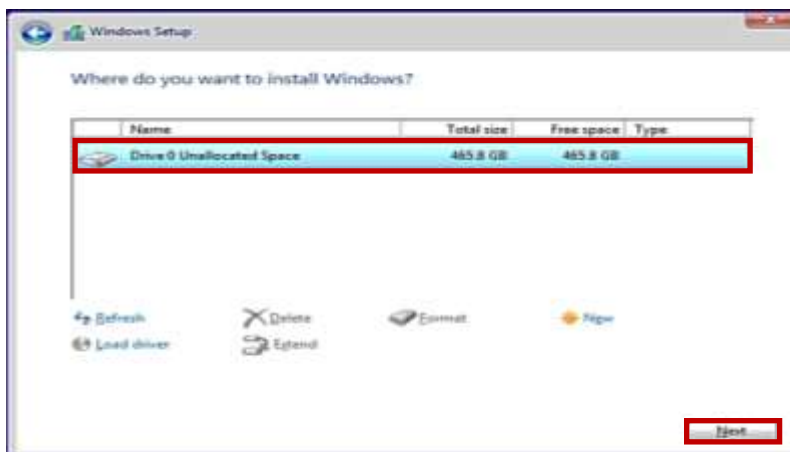 Windows Setup
Where do you want to install Windows?
Name Total size Free space Type
Drive 0 Unallocated Space 465.8 GB 465.8 GB
Refresh Delete Format New
Load driver Extend
Next